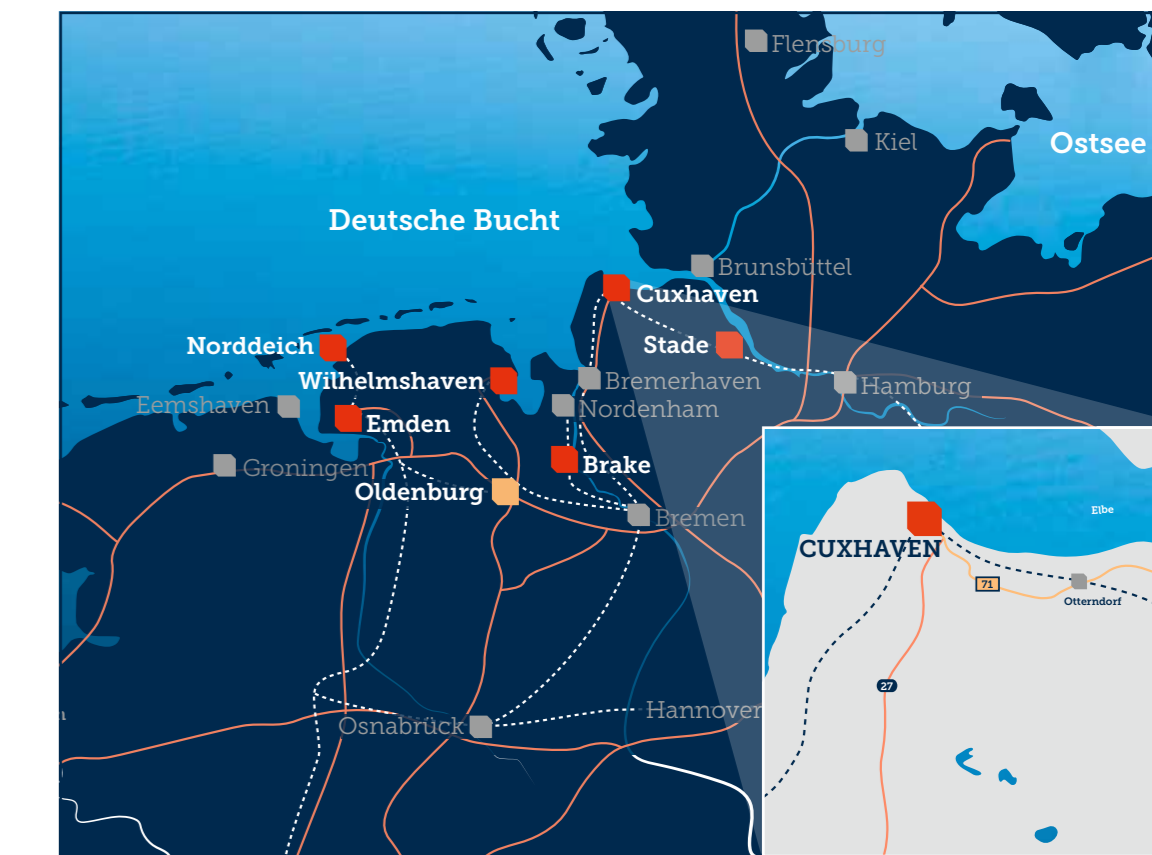 Flensburg
Kiel
Ostsee
Deutsche Bucht
Brunsbüttel
Cuxhaven
Norddeich
Stade
Wilhelmshaven
Bremerhaven
Hamburg
Eemshaven
Nordenham
Emden
Groningen
Brake
Oldenburg
Bremen
Elbe
CUXHAVEN
71
Otterndorf
27
Hannover
Osnabrück